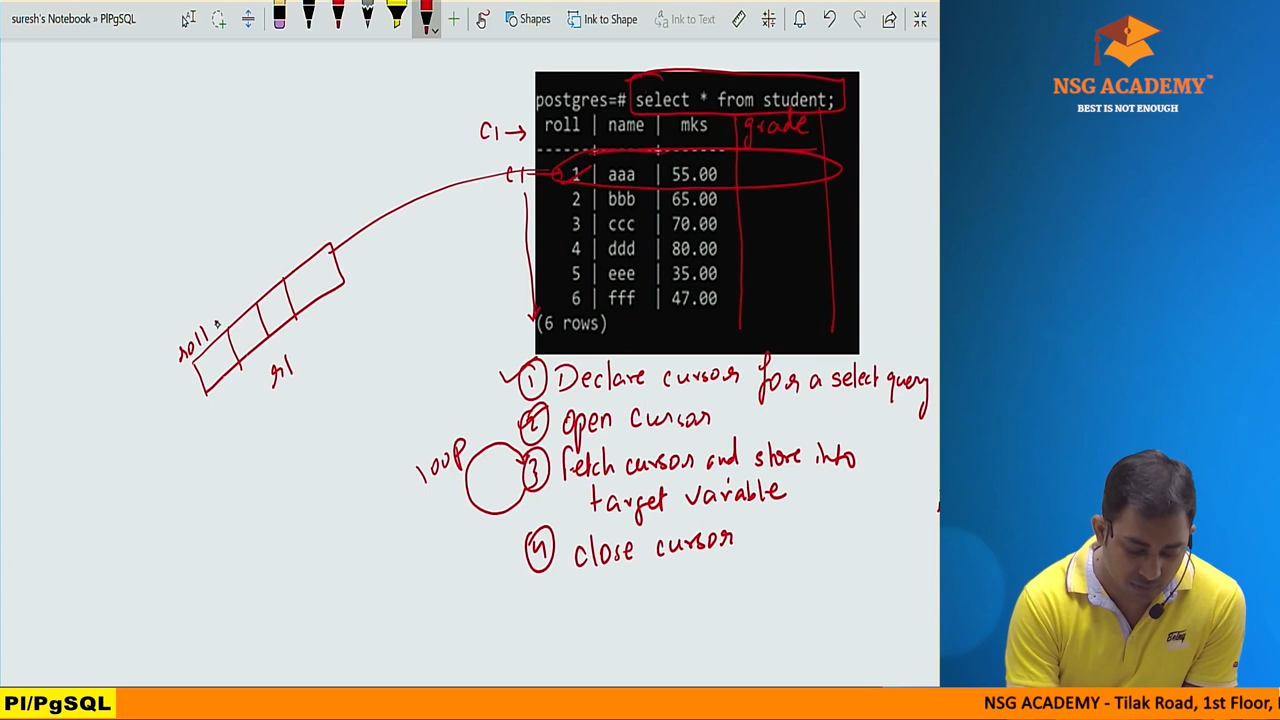 suresh's Notebook » PlPgSQL
Shapes
Ink to Shape
Ink to Text
NSG ACADEMY™
BEST IS NOT ENOUGH
postgres=# select * from student;
C1 → roll | name | mks | grade
C1 → 1 | aaa | 55.00
2 | bbb | 65.00
3 | ccc | 70.00
4 | ddd | 80.00
5 | eee | 35.00
6 | fff | 47.00
(6 rows)
roll
r1
① Declare cursor for a select query
② open cursor
loop
③ Fetch cursor and store into
target variable
④ close cursor
Pl/PgSQL
NSG ACADEMY - Tilak Road, 1st Floor,